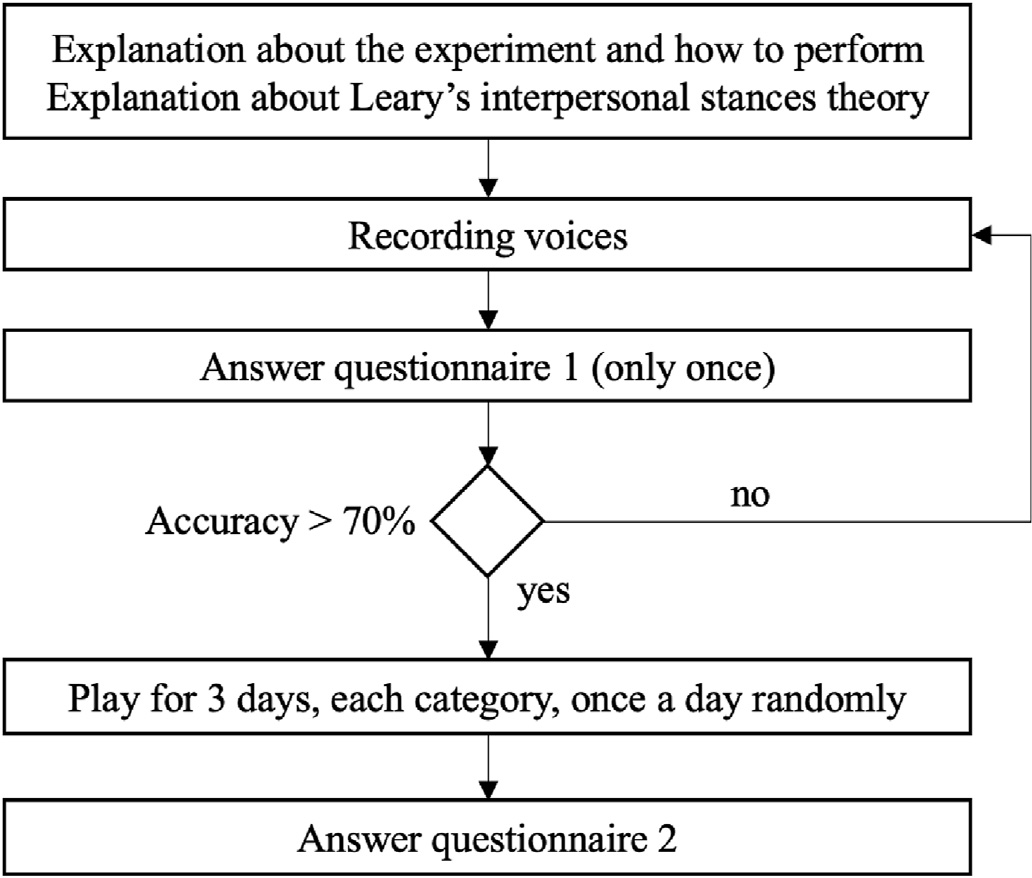 Explanation about the experiment and how to perform
Explanation about Leary's interpersonal stances theory
Recording voices
Answer questionnaire 1 (only once)
Accuracy > 70%
no
yes
Play for 3 days, each category, once a day randomly
Answer questionnaire 2